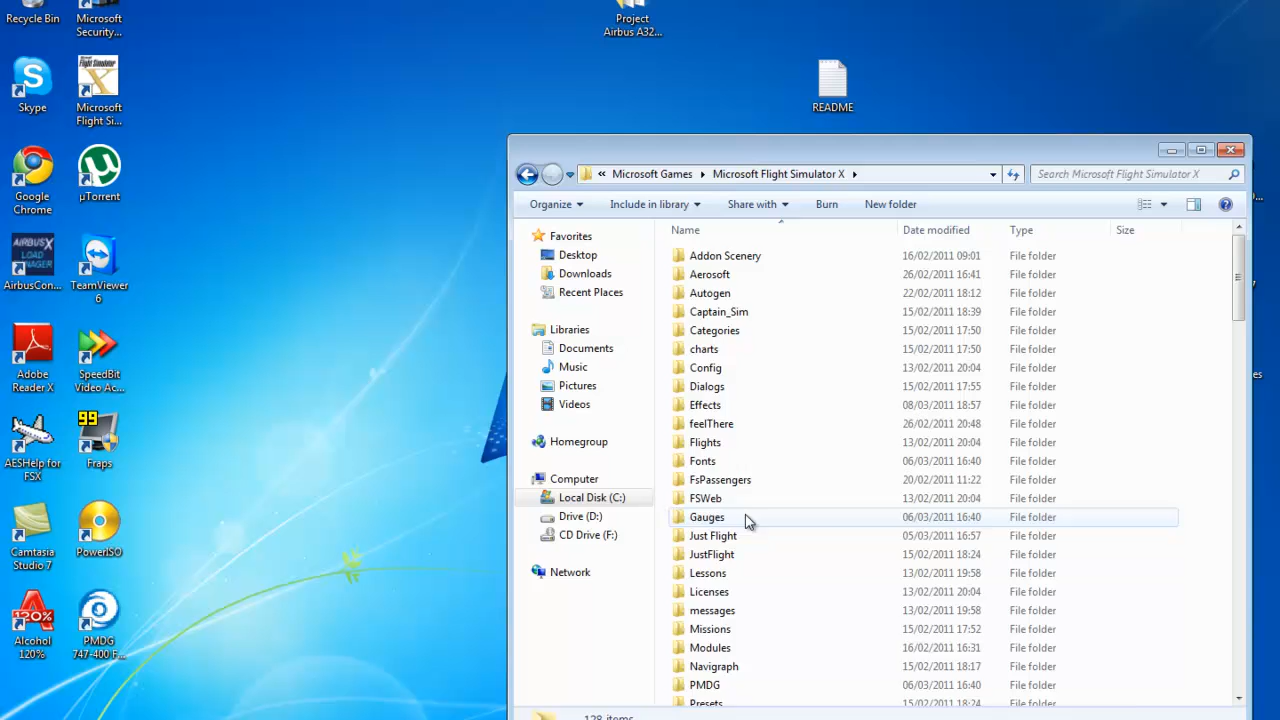 Recycle Bin
Microsoft
Security...
Skype
Microsoft
Flight Si...
Google
Chrome
µTorrent
AIRBUS X
LOAD
MANAGER
AirbusCon...
TeamViewer
6
Adobe
Reader X
SpeedBit
Video Ac...
AESHelp for
FSX
99
Fraps
Camtasia
Studio 7
PowerISO
120%
Alcohol
120%
PMDG
747-400 F...
Project
Airbus A32...
README
« Microsoft Games Microsoft Flight Simulator X
Search Microsoft Flight Simulator X
Organize Include in library Share with Burn New folder
Favorites
Desktop
Downloads
Recent Places
Libraries
Documents
Music
Pictures
Videos
Homegroup
Computer
Local Disk (C:)
Drive (D:)
CD Drive (F:)
Network
Name Date modified Type Size
Addon Scenery 16/02/2011 09:01 File folder
Aerosoft 26/02/2011 16:41 File folder
Autogen 22/02/2011 18:12 File folder
Captain_Sim 15/02/2011 18:39 File folder
Categories 15/02/2011 17:50 File folder
charts 15/02/2011 17:50 File folder
Config 13/02/2011 20:04 File folder
Dialogs 15/02/2011 17:55 File folder
Effects 08/03/2011 18:57 File folder
feelThere 26/02/2011 20:48 File folder
Flights 13/02/2011 20:04 File folder
Fonts 06/03/2011 16:40 File folder
FsPassengers 20/02/2011 11:22 File folder
FSWeb 13/02/2011 20:04 File folder
Gauges 06/03/2011 16:40 File folder
Just Flight 05/03/2011 16:57 File folder
JustFlight 15/02/2011 18:24 File folder
Lessons 13/02/2011 19:58 File folder
Licenses 13/02/2011 20:04 File folder
messages 13/02/2011 19:58 File folder
Missions 15/02/2011 17:52 File folder
Modules 16/02/2011 16:31 File folder
Navigraph 15/02/2011 18:17 File folder
PMDG 06/03/2011 16:40 File folder
Presets 15/02/2011 18:24 File folder
128 items